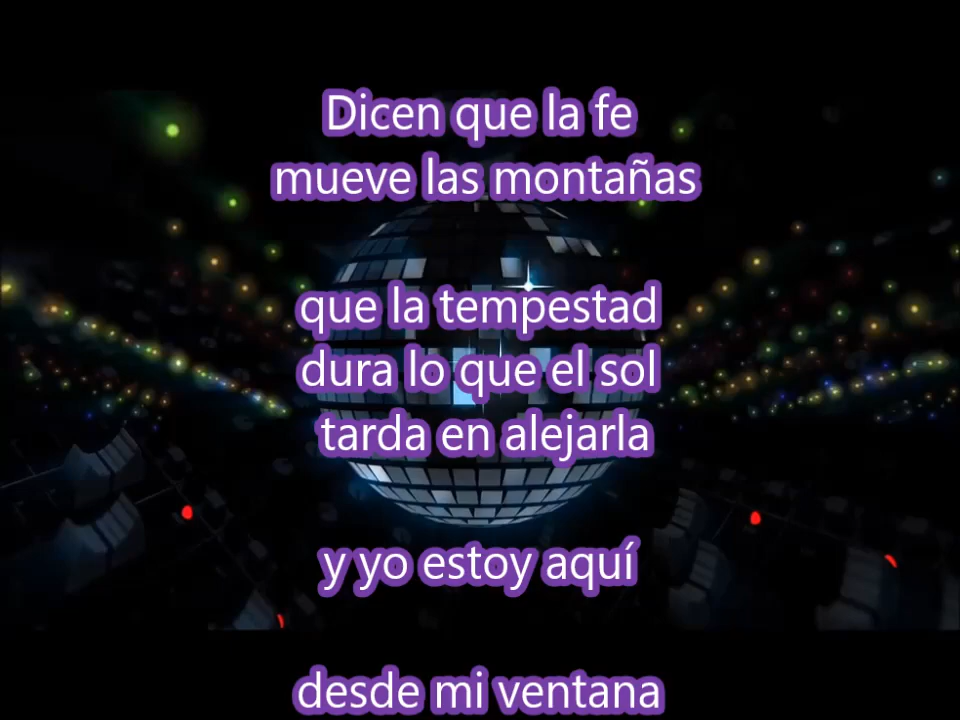 Dicen que la fe
mueve las montañas
que la tempestad
dura lo que el sol
tarda en alejarla
y yo estoy aquí
desde mi ventana